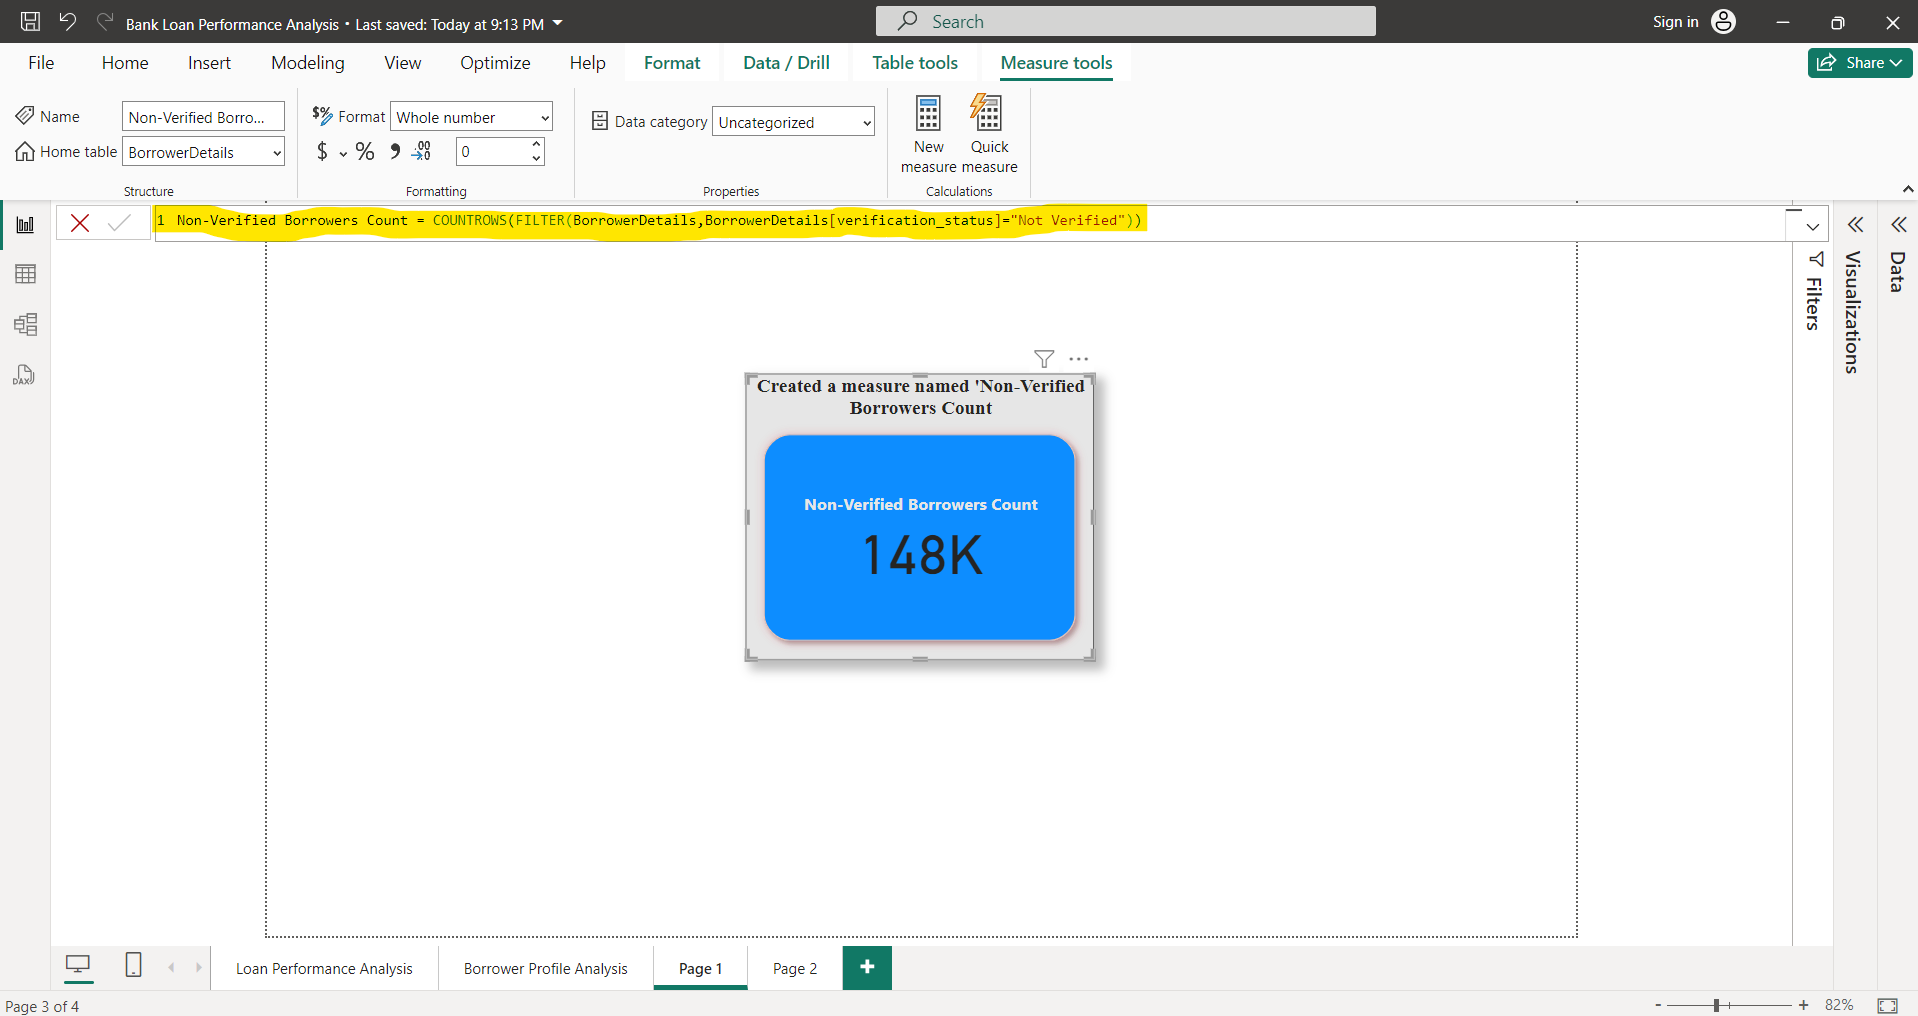 Bank Loan Performance Analysis • Last saved: Today at 9:13 PM
Search
Sign in
File Home Insert Modeling View Optimize Help Format Data / Drill Table tools Measure tools
Share
Name Non-Verified Borro...
Home table BorrowerDetails
Structure
$% Format Whole number
$ % , .00 0
Formatting
Data category Uncategorized
Properties
New measure
Quick measure
Calculations
1 Non-Verified Borrowers Count = COUNTROWS(FILTER(BorrowerDetails,BorrowerDetails[verification_status]="Not Verified"))
DAX
Filters
Visualizations
Data
Created a measure named 'Non-Verified
Borrowers Count
Non-Verified Borrowers Count
148K
Loan Performance Analysis Borrower Profile Analysis Page 1 Page 2 +
Page 3 of 4
- + 82%